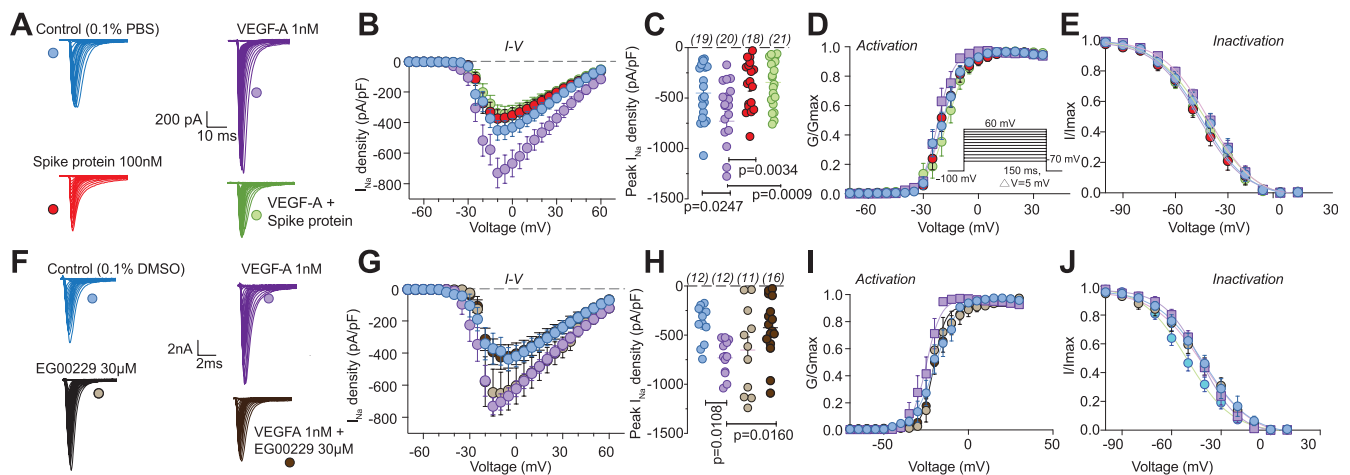 A
Control (0.1% PBS)
VEGF-A 1nM
200 pA
10 ms
Spike protein 100nM
VEGF-A +
Spike protein
B
I-V
0
-200
-400
-600
-800
I Na density (pA/pF)
-60 -30 0 30 60
Voltage (mV)
C
(19) (20) (18) (21)
0
-500
-1000
-1500
Peak I Na density (pA/pF)
p=0.0034
p=0.0009
p=0.0247
D
Activation
1.0
0.8
0.6
0.4
0.2
0.0
G/Gmax
60 mV
-70 mV
-100 mV
150 ms,
△V=5 mV
-60 -30 0 30
Voltage (mV)
E
Inactivation
1.0
0.8
0.6
0.4
0.2
0.0
I/Imax
-90 -60 -30 0 30
Voltage (mV)
F
Control (0.1% DMSO)
VEGF-A 1nM
2nA
2ms
EG00229 30µM
VEGFA 1nM +
EG00229 30µM
G
I-V
0
-200
-400
-600
-800
I Na density (pA/pF)
-60 -30 0 30 60
Voltage (mV)
H
(12) (12) (11) (16)
0
-500
-1000
-1500
Peak I Na density (pA/pF)
p=0.0108
p=0.0160
I
Activation
1.0
0.8
0.6
0.4
0.2
0.0
G/Gmax
-50 0 50
Voltage (mV)
J
Inactivation
1.0
0.8
0.6
0.4
0.2
0.0
I/Imax
-90 -60 -30 0 30
Voltage (mV)